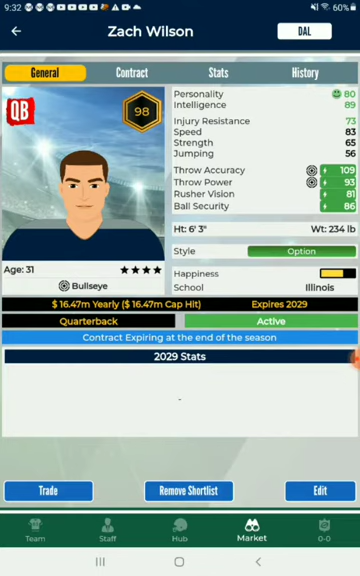 9:32
60%
Zach Wilson
DAL
General
Contract
Stats
History
QB
98
Personality 80
Intelligence 89
Injury Resistance 73
Speed 83
Strength 65
Jumping 56
Throw Accuracy 109
Throw Power 93
Rusher Vision 81
Ball Security 86
Ht: 6' 3" Wt: 234 lb
Style Option
Age: 31
Bullseye
Happiness
School Illinois
$ 16.47m Yearly ($ 16.47m Cap Hit) Expires 2029
Quarterback Active
Contract Expiring at the end of the season
2029 Stats
-
Trade
Remove Shortlist
Edit
Team
Staff
Hub
Market
0-0